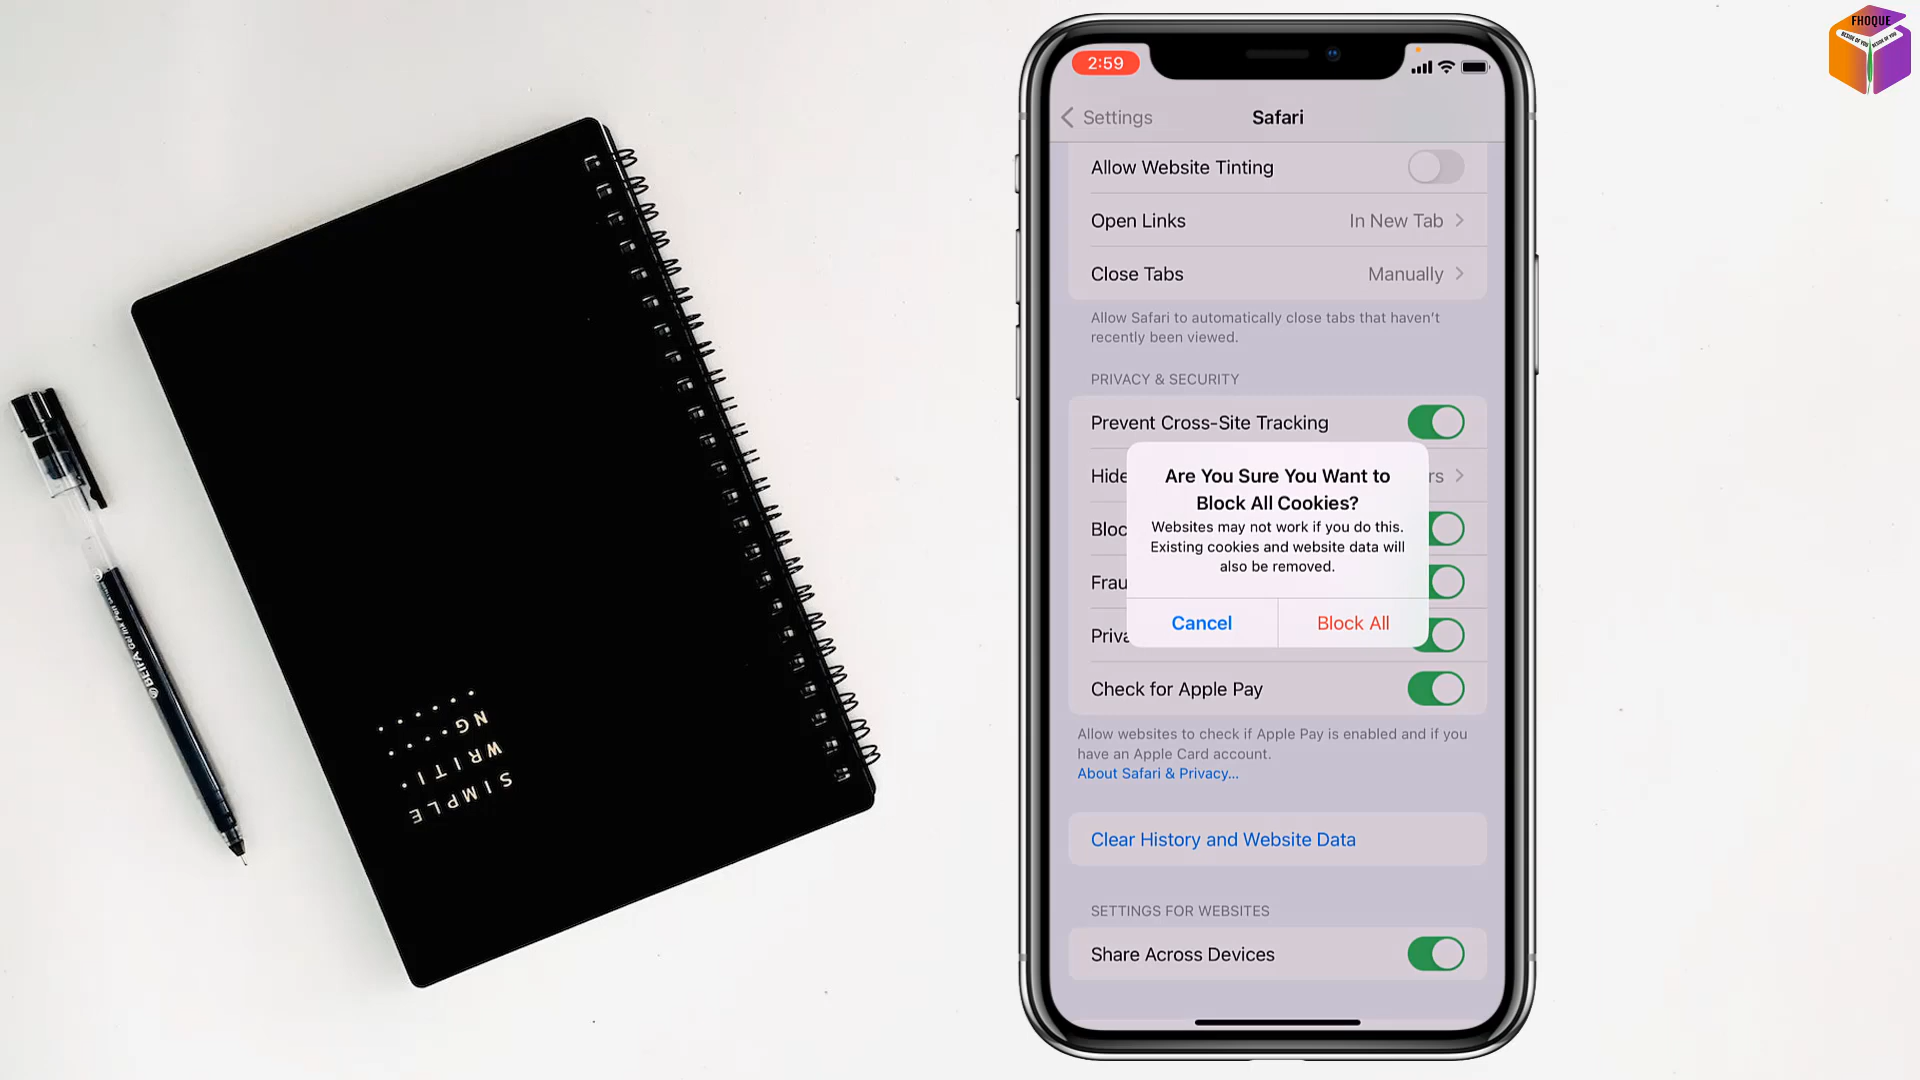 FHOQUE
2:59
Settings
Safari
Allow Website Tinting
Open Links In New Tab
Close Tabs Manually
Allow Safari to automatically close tabs that haven't
recently been viewed.
PRIVACY & SECURITY
Prevent Cross-Site Tracking
Are You Sure You Want to
Block All Cookies?
Websites may not work if you do this.
Existing cookies and website data will
also be removed.
Cancel Block All
Check for Apple Pay
Allow websites to check if Apple Pay is enabled and if you
have an Apple Card account.
About Safari & Privacy...
Clear History and Website Data
SETTINGS FOR WEBSITES
Share Across Devices
SIMPLE
WRITI
NG
BEIFA